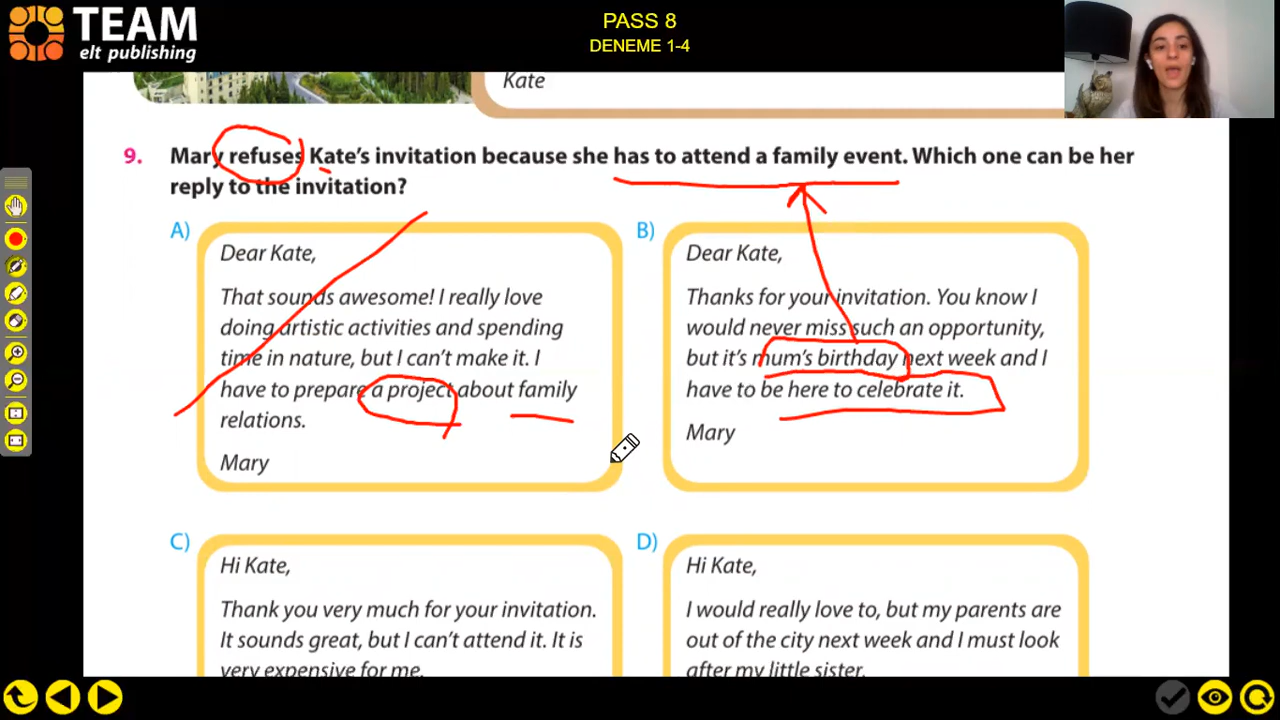 TEAM
elt publishing
PASS 8
DENEME 1-4
Kate
9. Mary refuses Kate's invitation because she has to attend a family event. Which one can be her
reply to the invitation?
A)
Dear Kate,
That sounds awesome! I really love
doing artistic activities and spending
time in nature, but I can't make it. I
have to prepare a project about family
relations.
Mary
B)
Dear Kate,
Thanks for your invitation. You know I
would never miss such an opportunity,
but it's mum's birthday next week and I
have to be here to celebrate it.
Mary
C)
Hi Kate,
Thank you very much for your invitation.
It sounds great, but I can't attend it. It is
very expensive for me.
D)
Hi Kate,
I would really love to, but my parents are
out of the city next week and I must look
after my little sister.